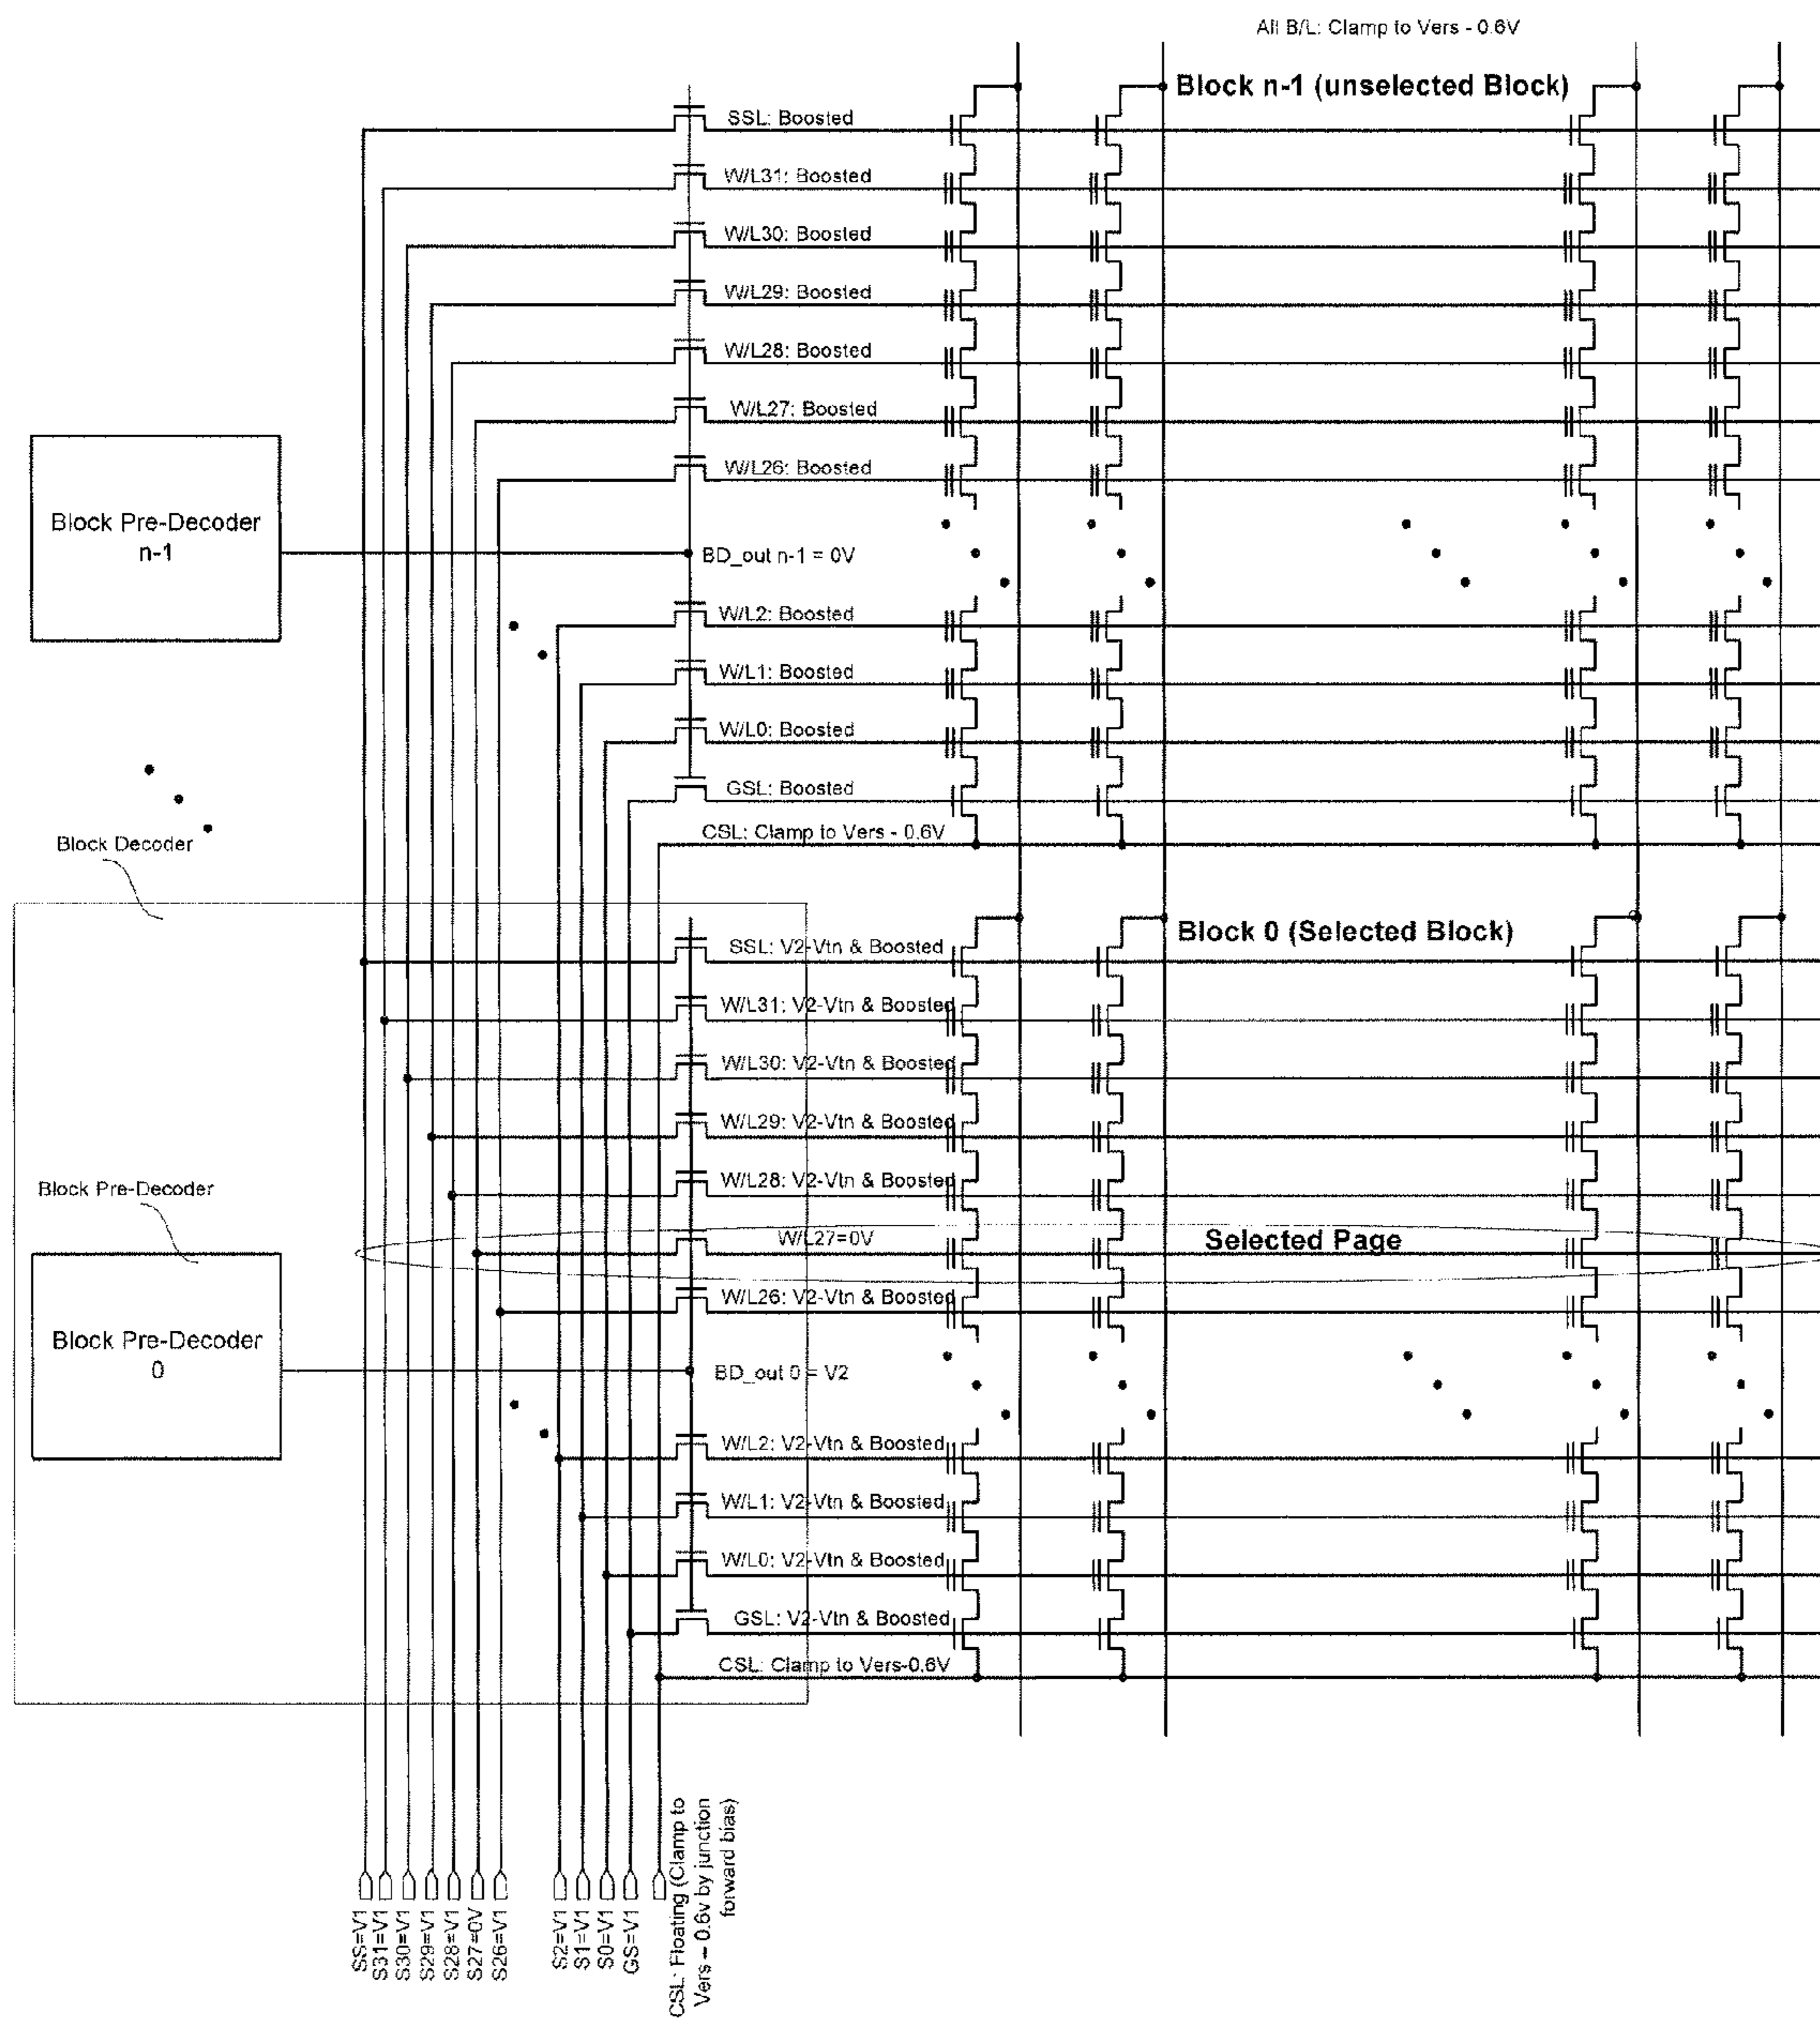 All B/L: Clamp to Vers - 0.6V
Block n-1 (unselected Block)
SSL: Boosted
W/L31: Boosted
W/L30: Boosted
W/L29: Boosted
W/L28: Boosted
W/L27: Boosted
W/L26: Boosted
Block Pre-Decoder
n-1
BD_out n-1 = 0V
W/L2: Boosted
W/L1: Boosted
W/L0: Boosted
GSL: Boosted
CSL: Clamp to Vers - 0.6V
Block Decoder
Block 0 (Selected Block)
SSL: V2-Vtn & Boosted
W/L31: V2-Vtn & Boosted
W/L30: V2-Vtn & Boosted
W/L29: V2-Vtn & Boosted
W/L28: V2-Vtn & Boosted
Block Pre-Decoder
W/L27=0V
Selected Page
W/L26: V2-Vtn & Boosted
Block Pre-Decoder
0
BD_out 0 = V2
W/L2: V2-Vtn & Boosted
W/L1: V2-Vtn & Boosted
W/L0: V2-Vtn & Boosted
GSL: V2-Vtn & Boosted
CSL: Clamp to Vers-0.6V
SS=V1
S31=V1
S30=V1
S29=V1
S28=V1
S27=0V
S26=V1
S2=V1
S1=V1
S0=V1
GS=V1
CSL: Floating (Clamp to
Vers – 0.6v by junction
forward bias)